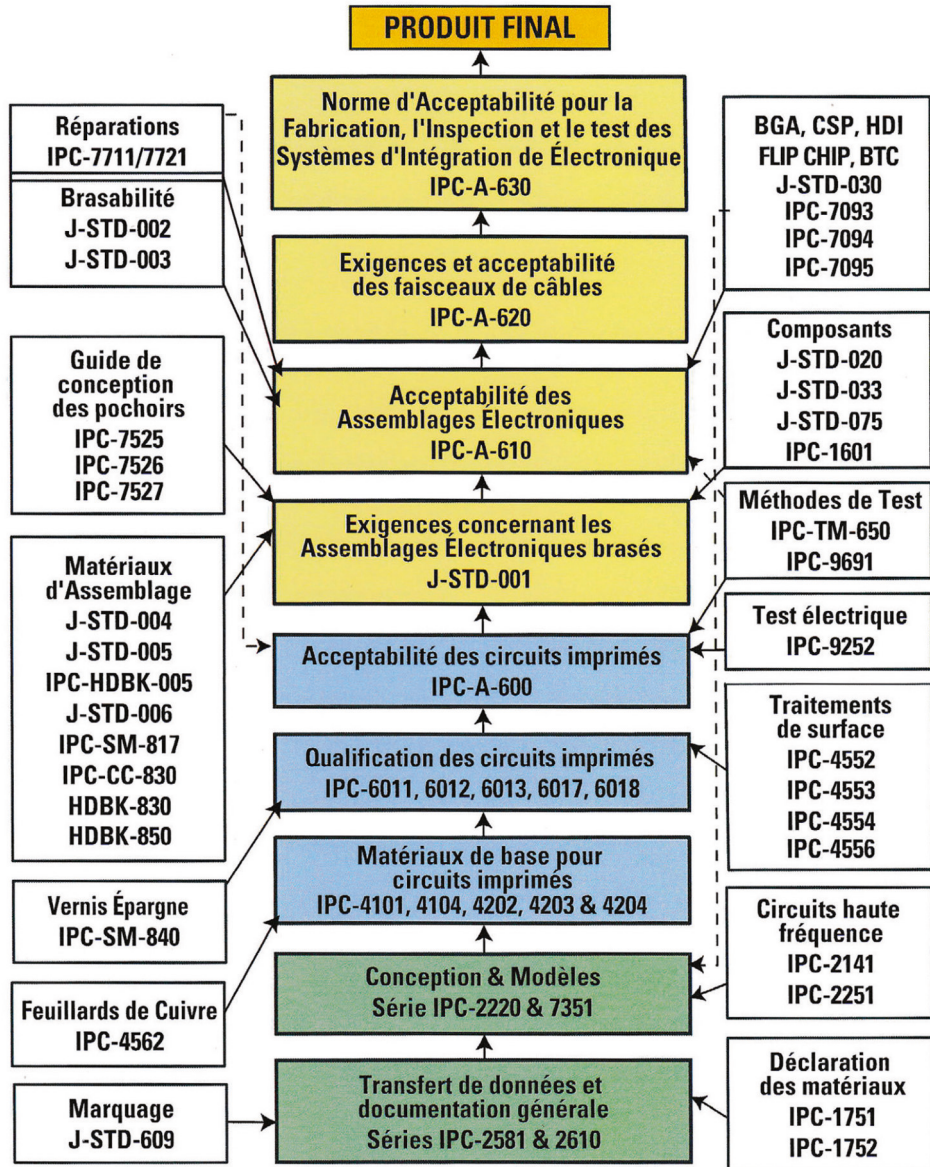 PRODUIT FINAL
Norme d'Acceptabilité pour la
Fabrication, l'Inspection et le test des
Systèmes d'Intégration de Électronique
IPC-A-630
Exigences et acceptabilité
des faisceaux de câbles
IPC-A-620
Acceptabilité des
Assemblages Électroniques
IPC-A-610
Exigences concernant les
Assemblages Électroniques brasés
J-STD-001
Acceptabilité des circuits imprimés
IPC-A-600
Qualification des circuits imprimés
IPC-6011, 6012, 6013, 6017, 6018
Matériaux de base pour
circuits imprimés
IPC-4101, 4104, 4202, 4203 & 4204
Conception & Modèles
Série IPC-2220 & 7351
Transfert de données et
documentation générale
Séries IPC-2581 & 2610
Réparations
IPC-7711/7721
Brasabilité
J-STD-002
J-STD-003
Guide de
conception
des pochoirs
IPC-7525
IPC-7526
IPC-7527
Matériaux
d'Assemblage
J-STD-004
J-STD-005
IPC-HDBK-005
J-STD-006
IPC-SM-817
IPC-CC-830
HDBK-830
HDBK-850
Vernis Épargne
IPC-SM-840
Feuillards de Cuivre
IPC-4562
Marquage
J-STD-609
BGA, CSP, HDI
FLIP CHIP, BTC
J-STD-030
IPC-7093
IPC-7094
IPC-7095
Composants
J-STD-020
J-STD-033
J-STD-075
IPC-1601
Méthodes de Test
IPC-TM-650
IPC-9691
Test électrique
IPC-9252
Traitements
de surface
IPC-4552
IPC-4553
IPC-4554
IPC-4556
Circuits haute
fréquence
IPC-2141
IPC-2251
Déclaration
des matériaux
IPC-1751
IPC-1752